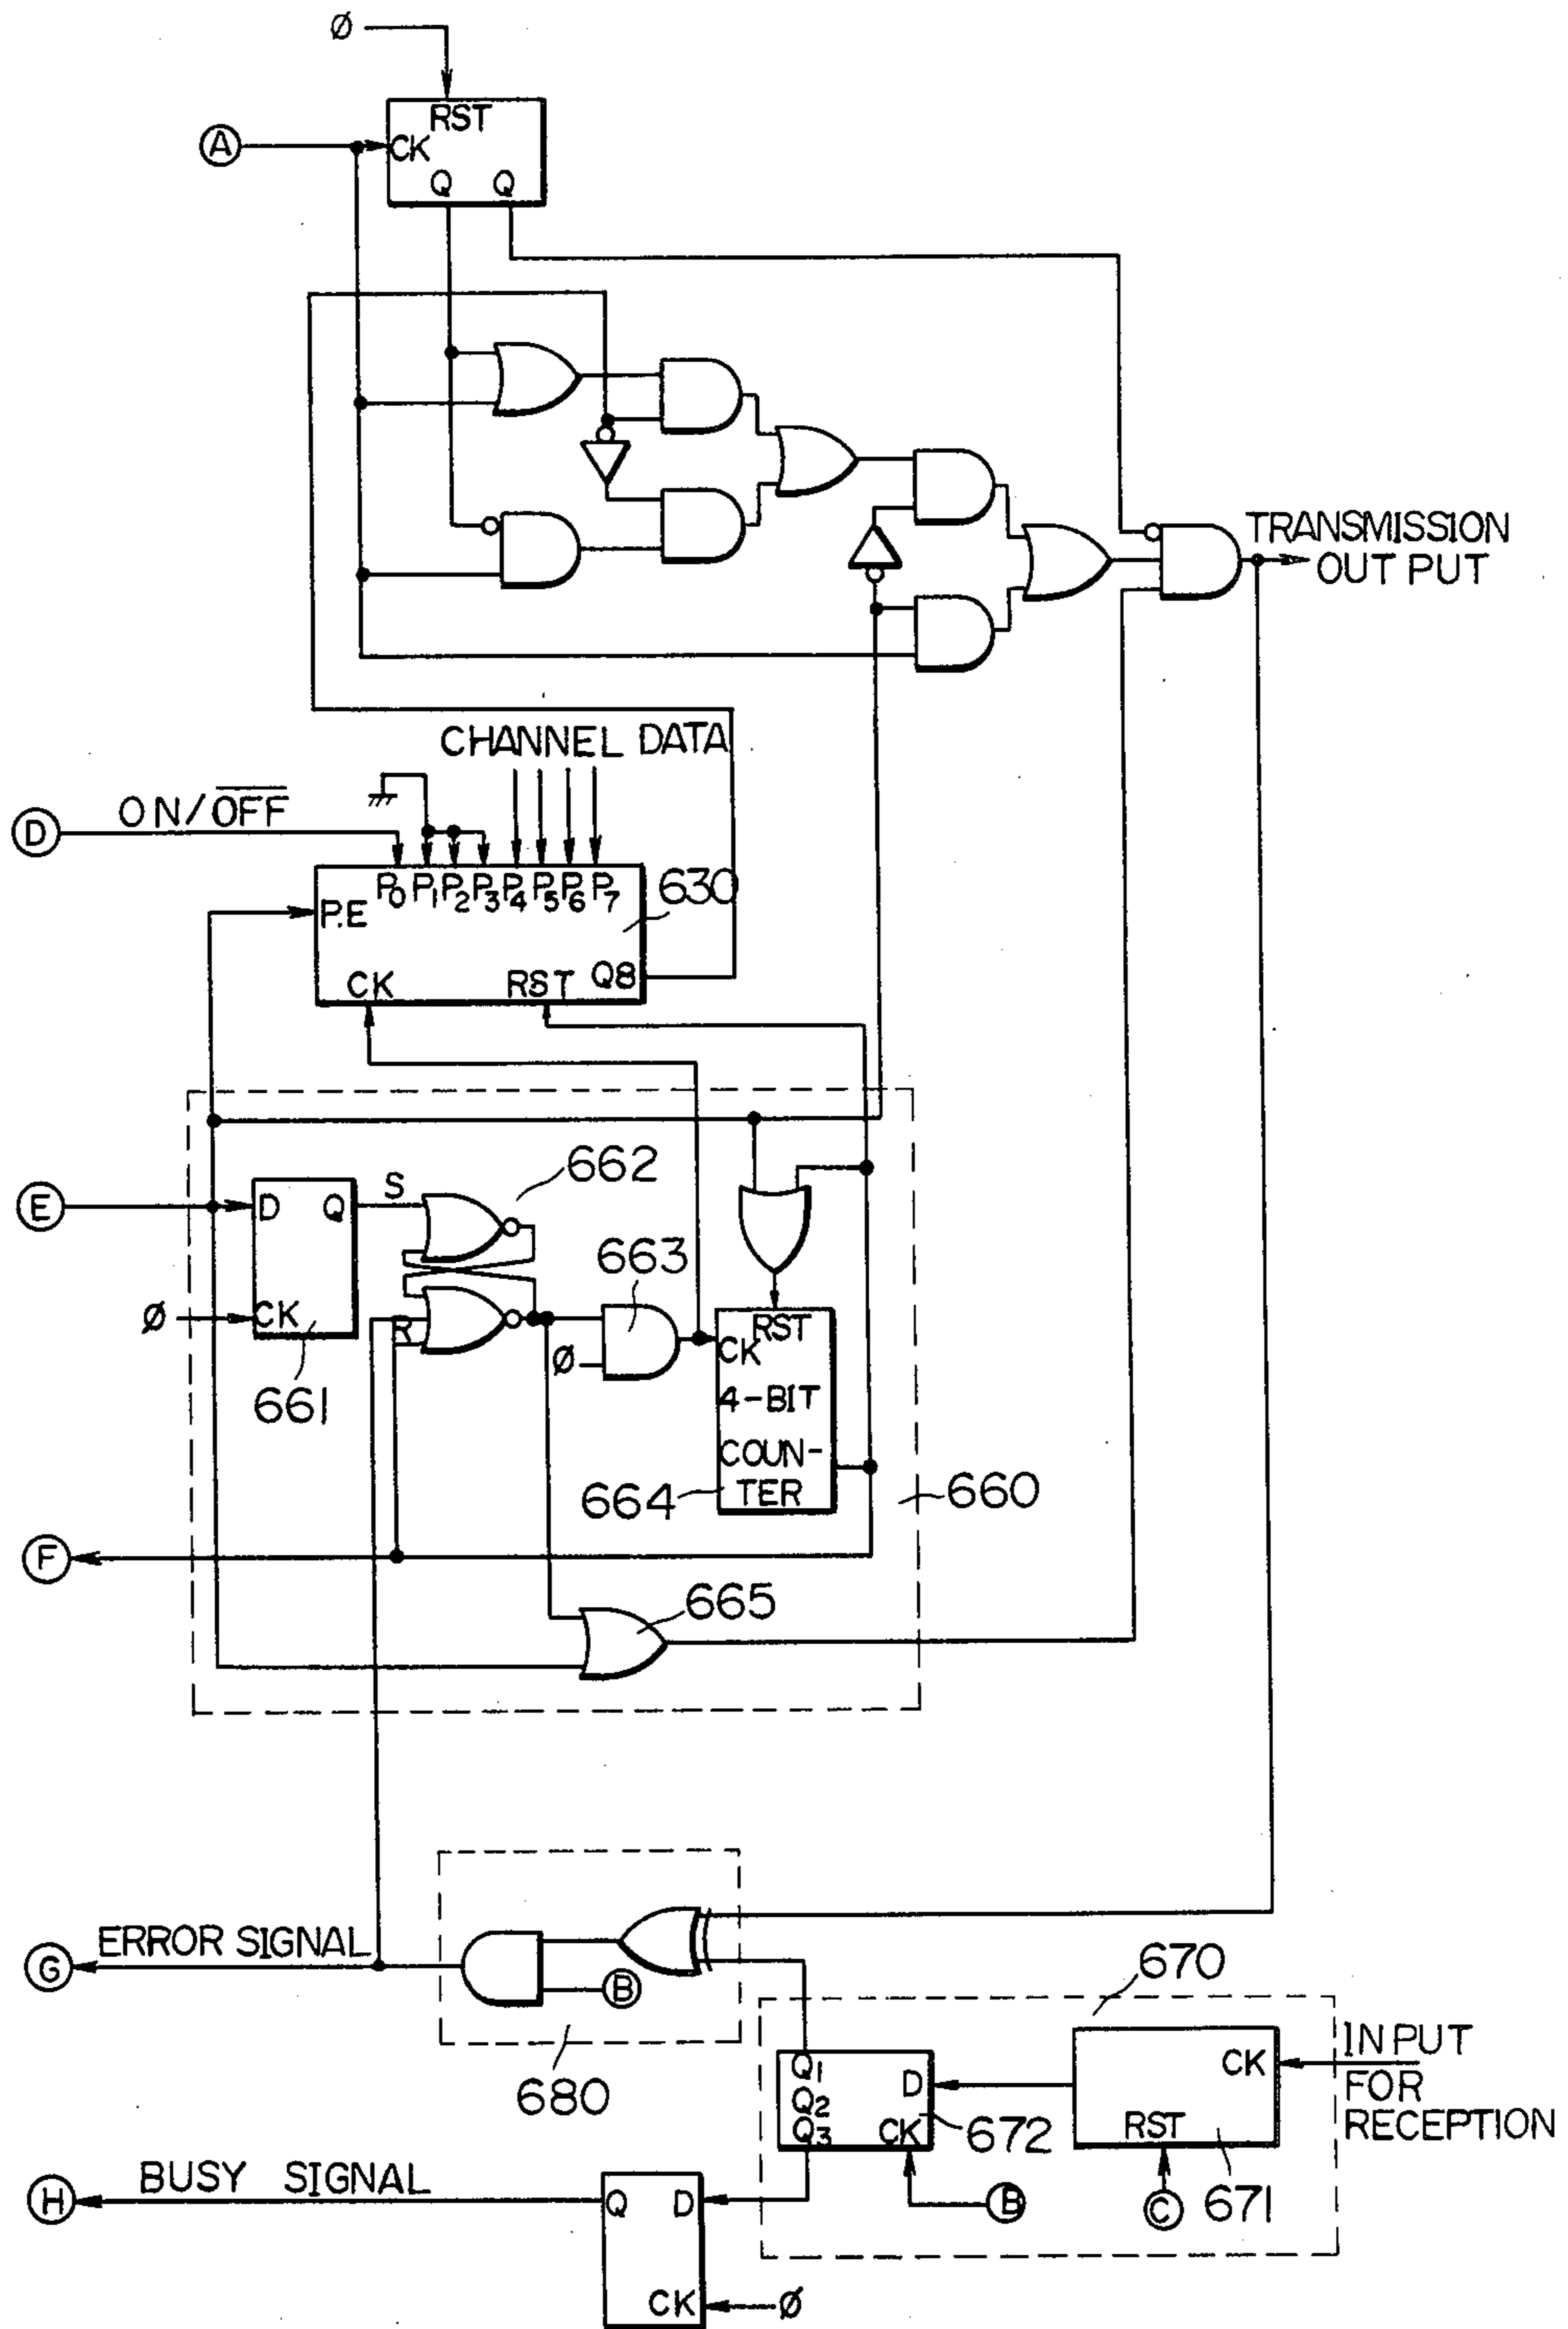 Ø
RST
A
CK
Q Q
TRANSMISSION
OUT PUT
CHANNEL DATA
D
ON/OFF
P0 P1 P2 P3 P4 P5 P6 P7
630
P.E
CK RST Q8
662
E
D Q
S
663
Ø
CK
R
Ø
RST
CK
4-BIT
COUN-
TER
661
664
660
F
665
G
ERROR SIGNAL
B
670
INPUT
FOR
RECEPTION
CK
680
Q1
Q2
Q3
D
CK
672
RST
671
H
BUSY SIGNAL
Q D
B
C
CK
Ø